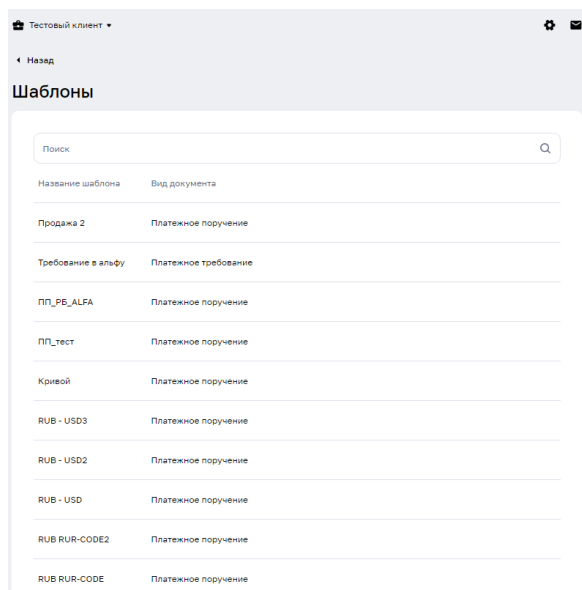 Тестовый клиент
Назад
Шаблоны
Поиск
Название шаблона Вид документа
Продажа 2 Платежное поручение
Требование в альфу Платежное требование
ПП_РБ_ALFA Платежное поручение
ПП_тест Платежное поручение
Кривой Платежное поручение
RUB - USD3 Платежное поручение
RUB - USD2 Платежное поручение
RUB - USD Платежное поручение
RUB RUR-CODE2 Платежное поручение
RUB RUR-CODE Платежное поручение